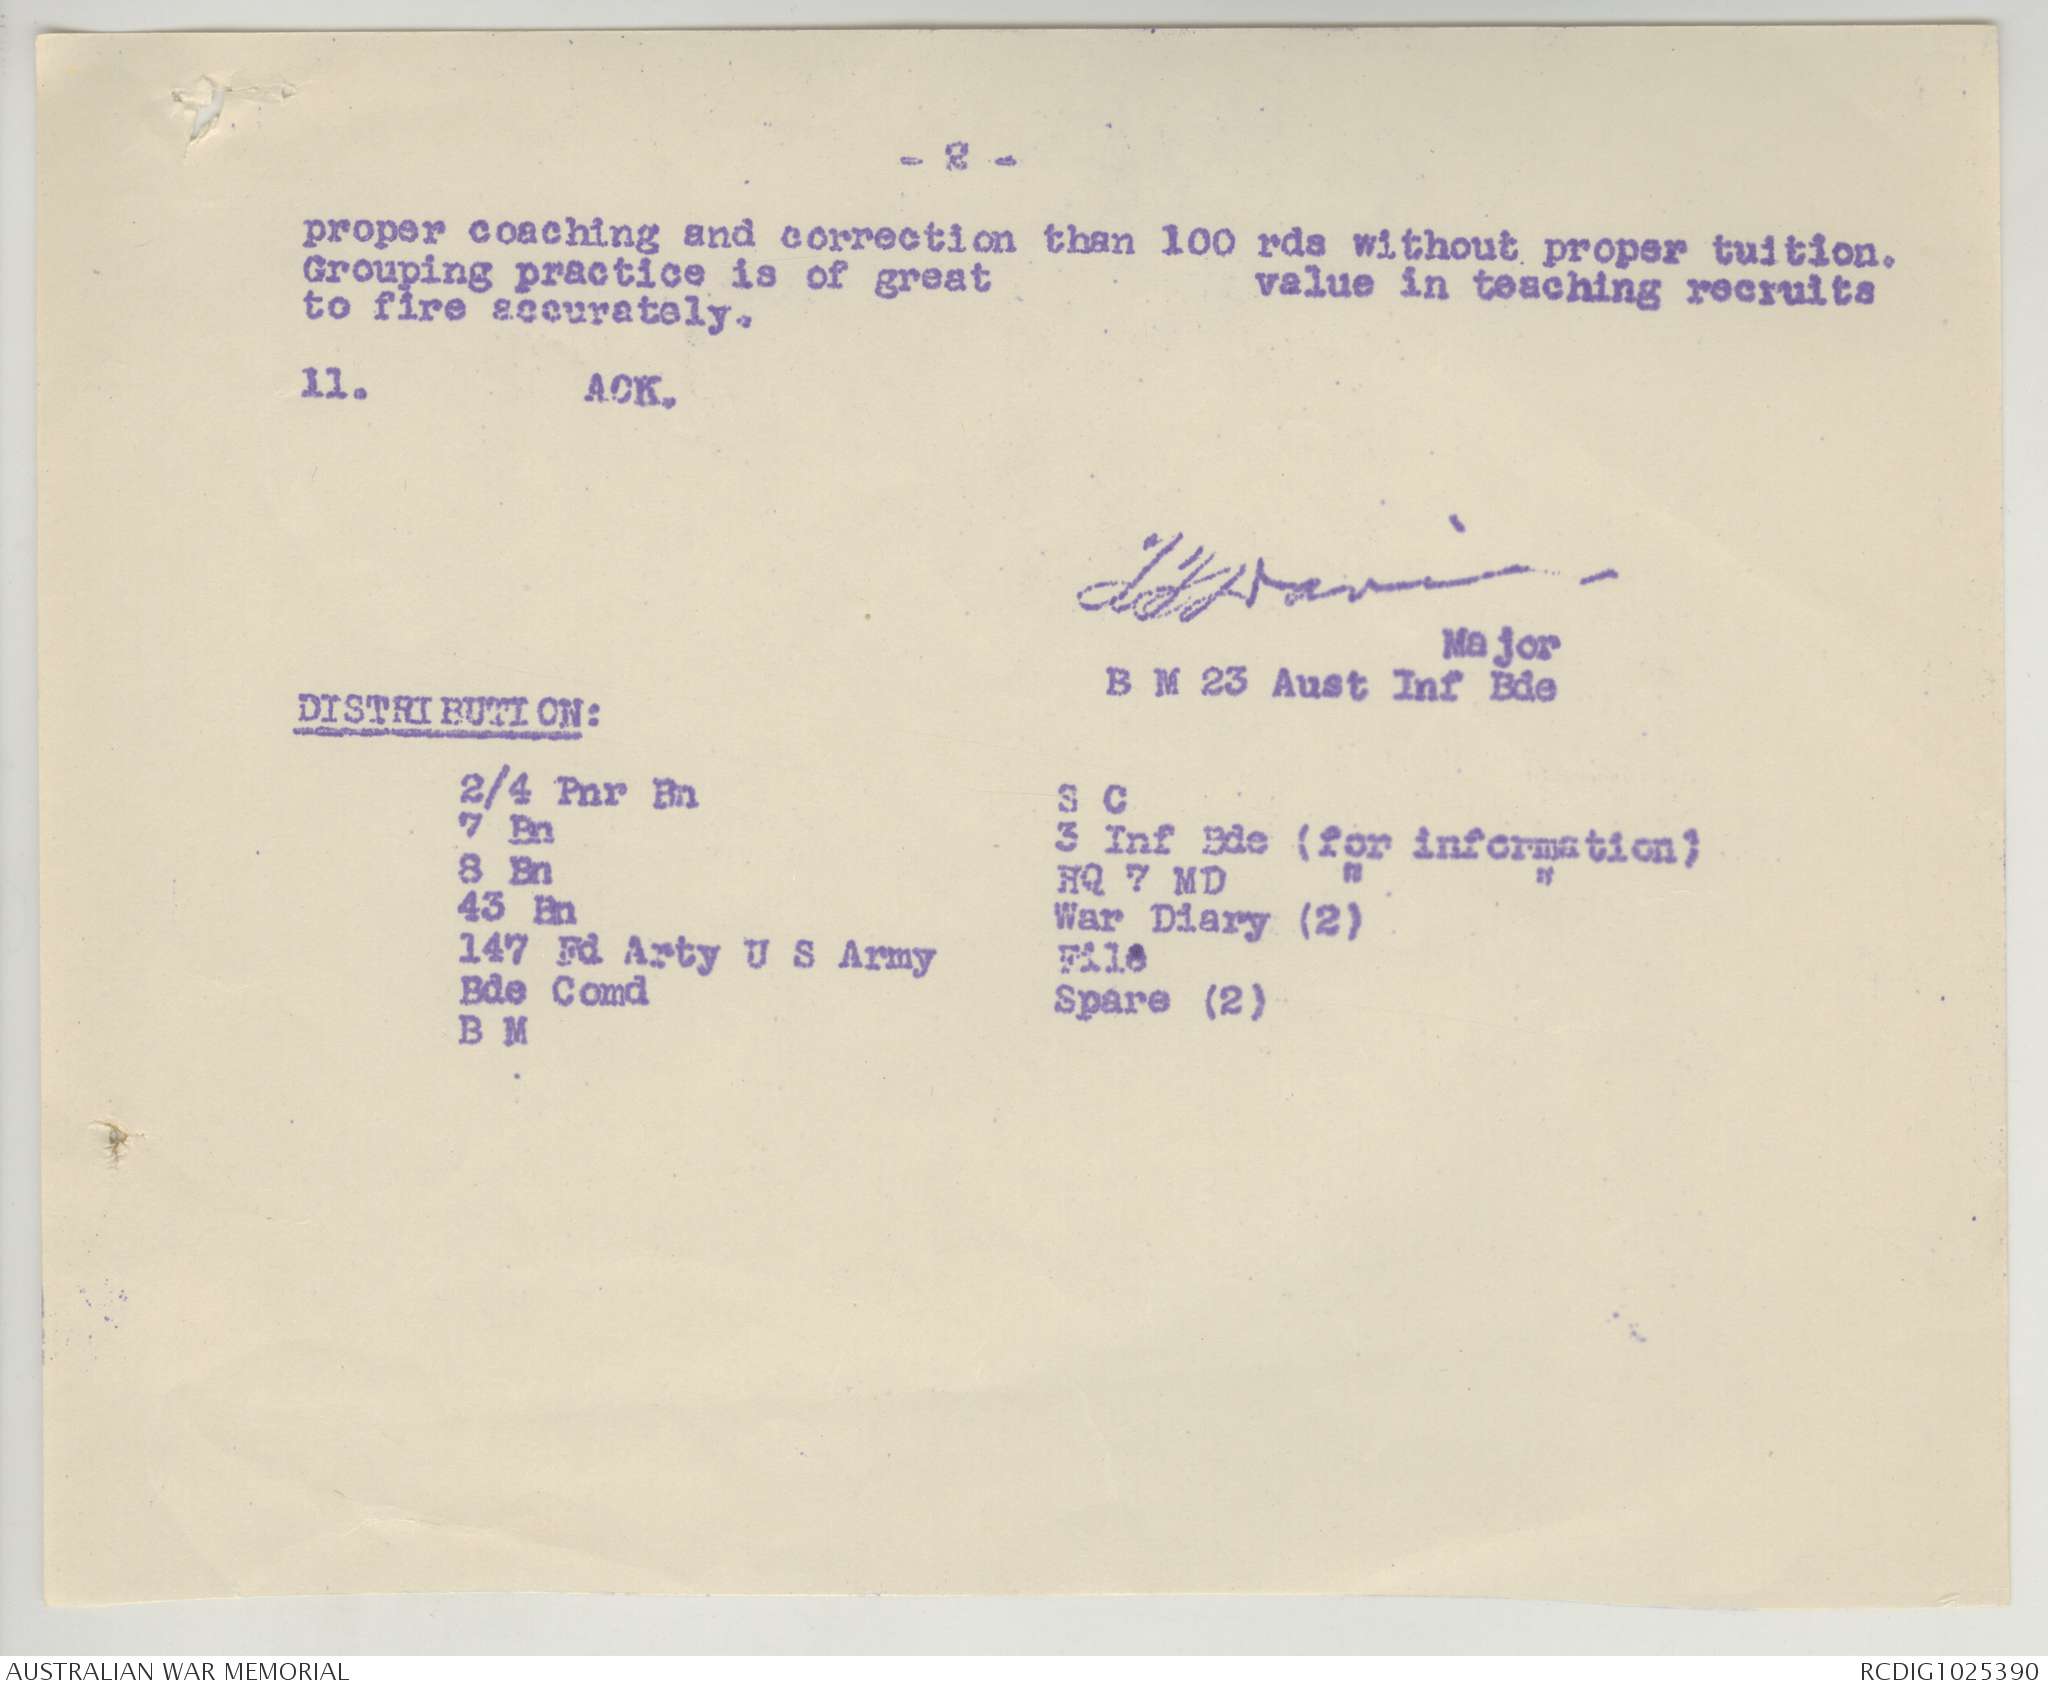 - 2 -
proper coaching and correction than 100 rds without proper tuition.
Grouping practice is of great value in teaching recruits
to fire accurately.
11. ACK.
Major
B M 23 Aust Inf Bde
DISTRIBUTION:
2/4 Pnr Bn
7 Bn
8 Bn
43 Bn
147 Fd Arty U S Army
Bde Comd
B M
S C
3 Inf Bde (for information)
HQ 7 MD " "
War Diary (2)
File
Spare (2)
AUSTRALIAN WAR MEMORIAL
RCDIG1025390